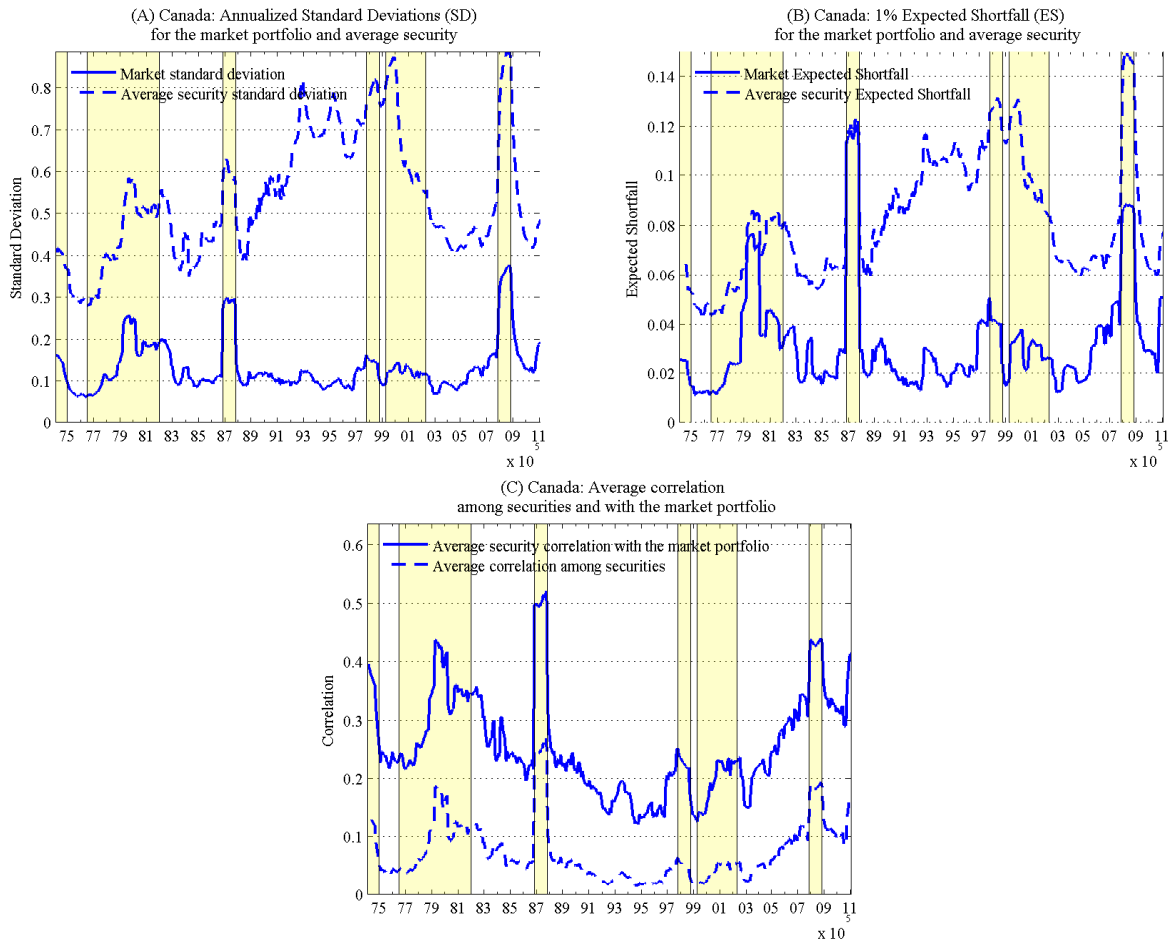 (A) Canada: Annualized Standard Deviations (SD)
for the market portfolio and average security
Market standard deviation
Average security standard deviation
Standard Deviation
0.8
0.7
0.6
0.5
0.4
0.3
0.2
0.1
0
75 77 79 81 83 85 87 89 91 93 95 97 99 01 03 05 07 09 11
x 10
5
(B) Canada: 1% Expected Shortfall (ES)
for the market portfolio and average security
Market Expected Shortfall
Average security Expected Shortfall
Expected Shortfall
0.14
0.12
0.1
0.08
0.06
0.04
0.02
0
75 77 79 81 83 85 87 89 91 93 95 97 99 01 03 05 07 09 11
x 10
5
(C) Canada: Average correlation
among securities and with the market portfolio
Average security correlation with the market portfolio
Average correlation among securities
Correlation
0.6
0.5
0.4
0.3
0.2
0.1
0
75 77 79 81 83 85 87 89 91 93 95 97 99 01 03 05 07 09 11
x 10
5